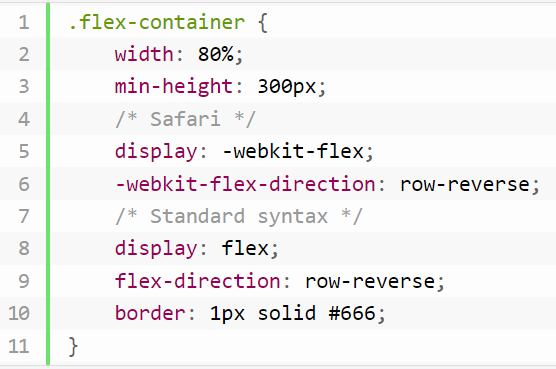 1 .flex-container {
2     width: 80%;
3     min-height: 300px;
4     /* Safari */
5     display: -webkit-flex;
6     -webkit-flex-direction: row-reverse;
7     /* Standard syntax */
8     display: flex;
9     flex-direction: row-reverse;
10     border: 1px solid #666;
11 }